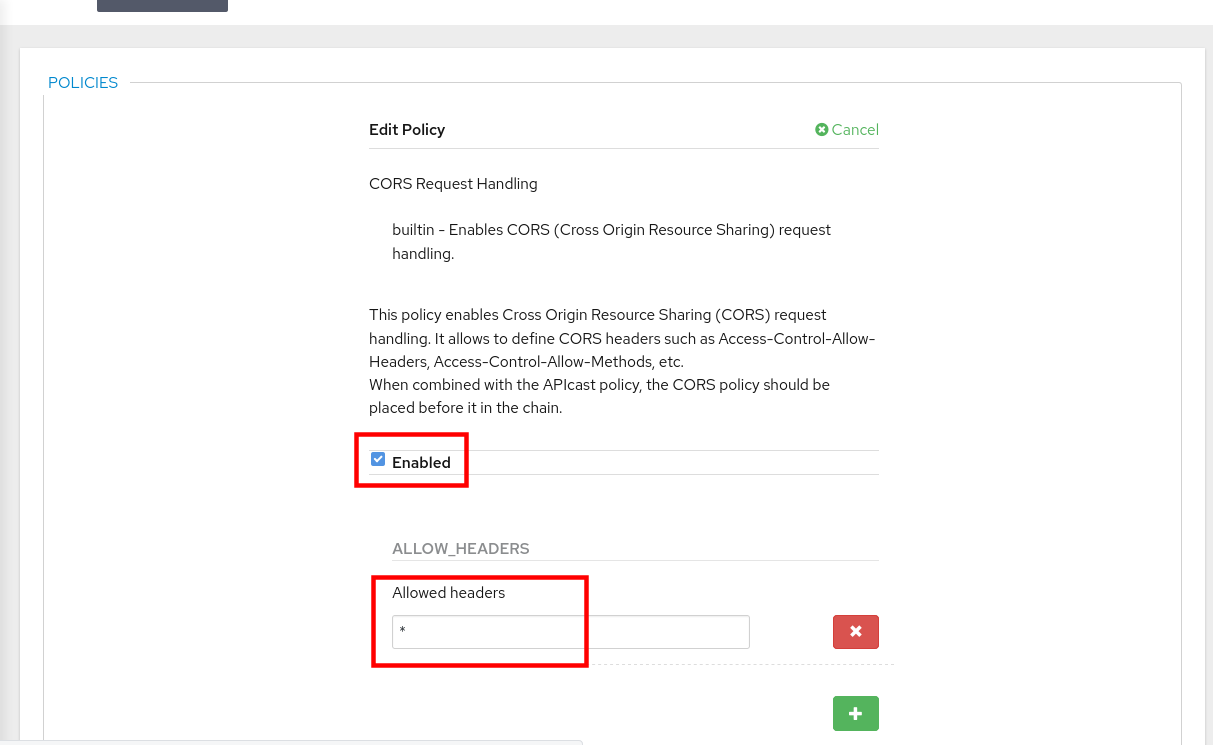 POLICIES
Edit Policy
Cancel
CORS Request Handling
builtin - Enables CORS (Cross Origin Resource Sharing) request
handling.
This policy enables Cross Origin Resource Sharing (CORS) request
handling. It allows to define CORS headers such as Access-Control-Allow-
Headers, Access-Control-Allow-Methods, etc.
When combined with the APIcast policy, the CORS policy should be
placed before it in the chain.
Enabled
ALLOW_HEADERS
Allowed headers
*